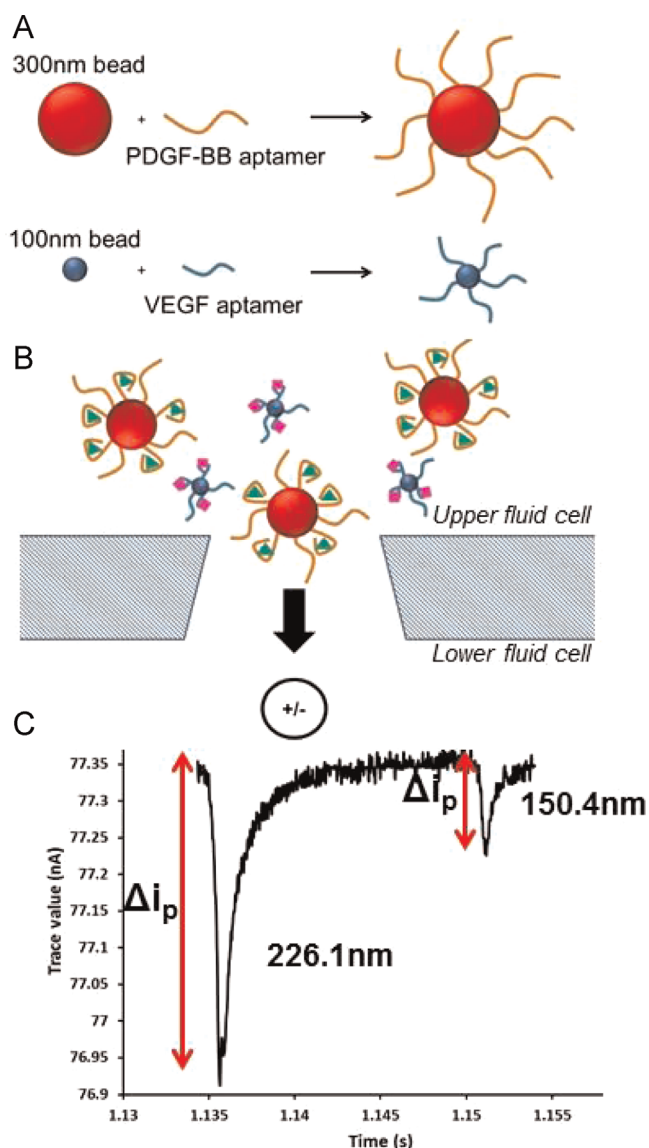 A
300nm bead
+
PDGF-BB aptamer
100nm bead
+
VEGF aptamer
B
Upper fluid cell
Lower fluid cell
+/-
C
77.35
77.3
77.25
77.2
77.15
77.1
77.05
77
76.95
76.9
Trace value (nA)
Δip
226.1nm
Δip
150.4nm
1.13 1.135 1.14 1.145 1.15 1.155
Time (s)